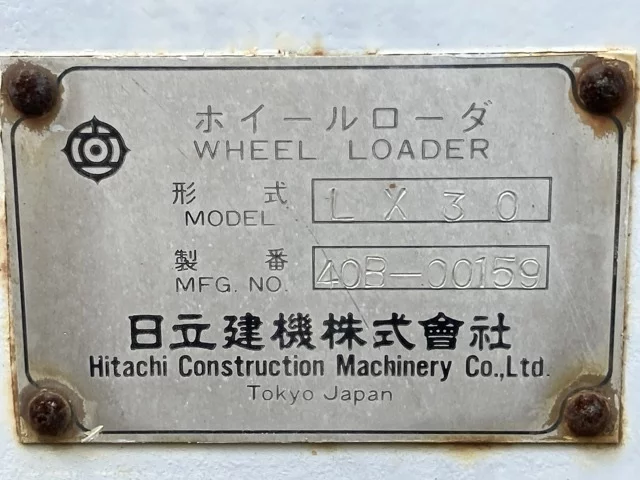 ホイールローダ
WHEEL LOADER
形式 LX30
MODEL
製番 40B-00159
MFG. NO.
日立建機株式會社
Hitachi Construction Machinery Co.,Ltd.
Tokyo Japan